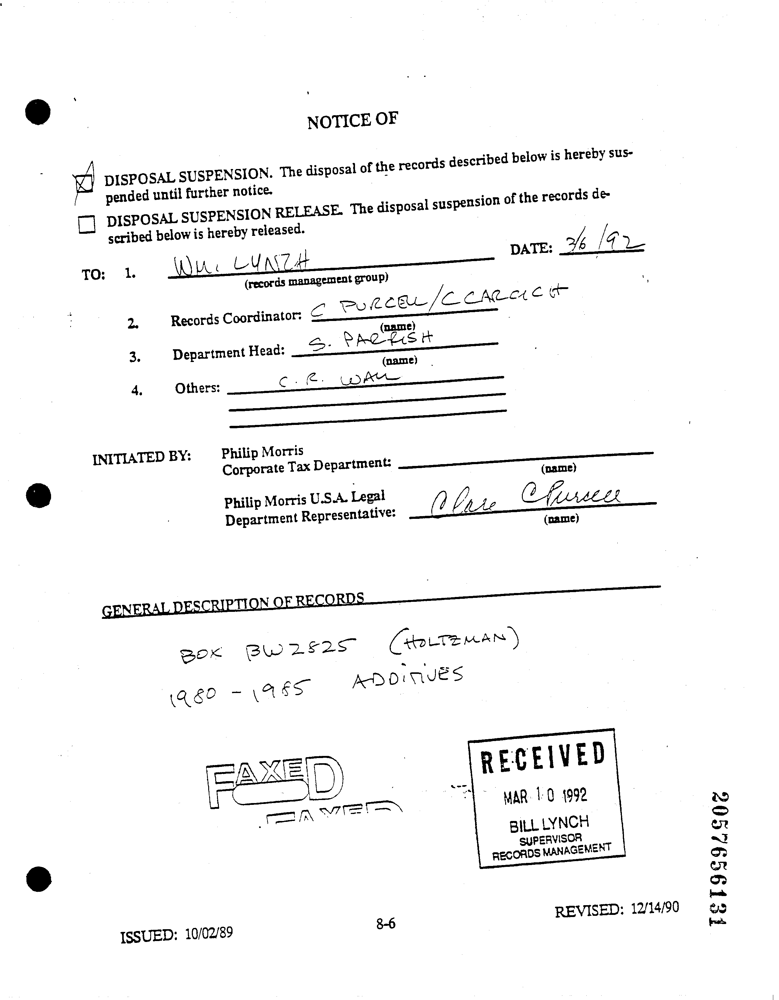 NOTICE OF
DISPOSAL SUSPENSION. The disposal of the records described below is hereby sus-
pended until further notice.
DISPOSAL SUSPENSION RELEASE. The disposal suspension of the records de-
scribed below is hereby released.
DATE: 3/6/92
TO: 1. Wm. LYNCH
(records management group)
2. Records Coordinator: C PURCELL/C CARCICH
(name)
3. Department Head: S. PARRISH
(name)
4. Others: C. R. WALL
INITIATED BY: Philip Morris
Corporate Tax Department:
(name)
Philip Morris U.S.A. Legal
Department Representative: Clare C Purcell
(name)
GENERAL DESCRIPTION OF RECORDS
BOX BW2825 (HOLTZMAN)
1980 - 1985 ADDITIVES
FAXED
FAXED
RECEIVED
MAR 10 1992
BILL LYNCH
SUPERVISOR
RECORDS MANAGEMENT
2057656131
REVISED: 12/14/90
8-6
ISSUED: 10/02/89